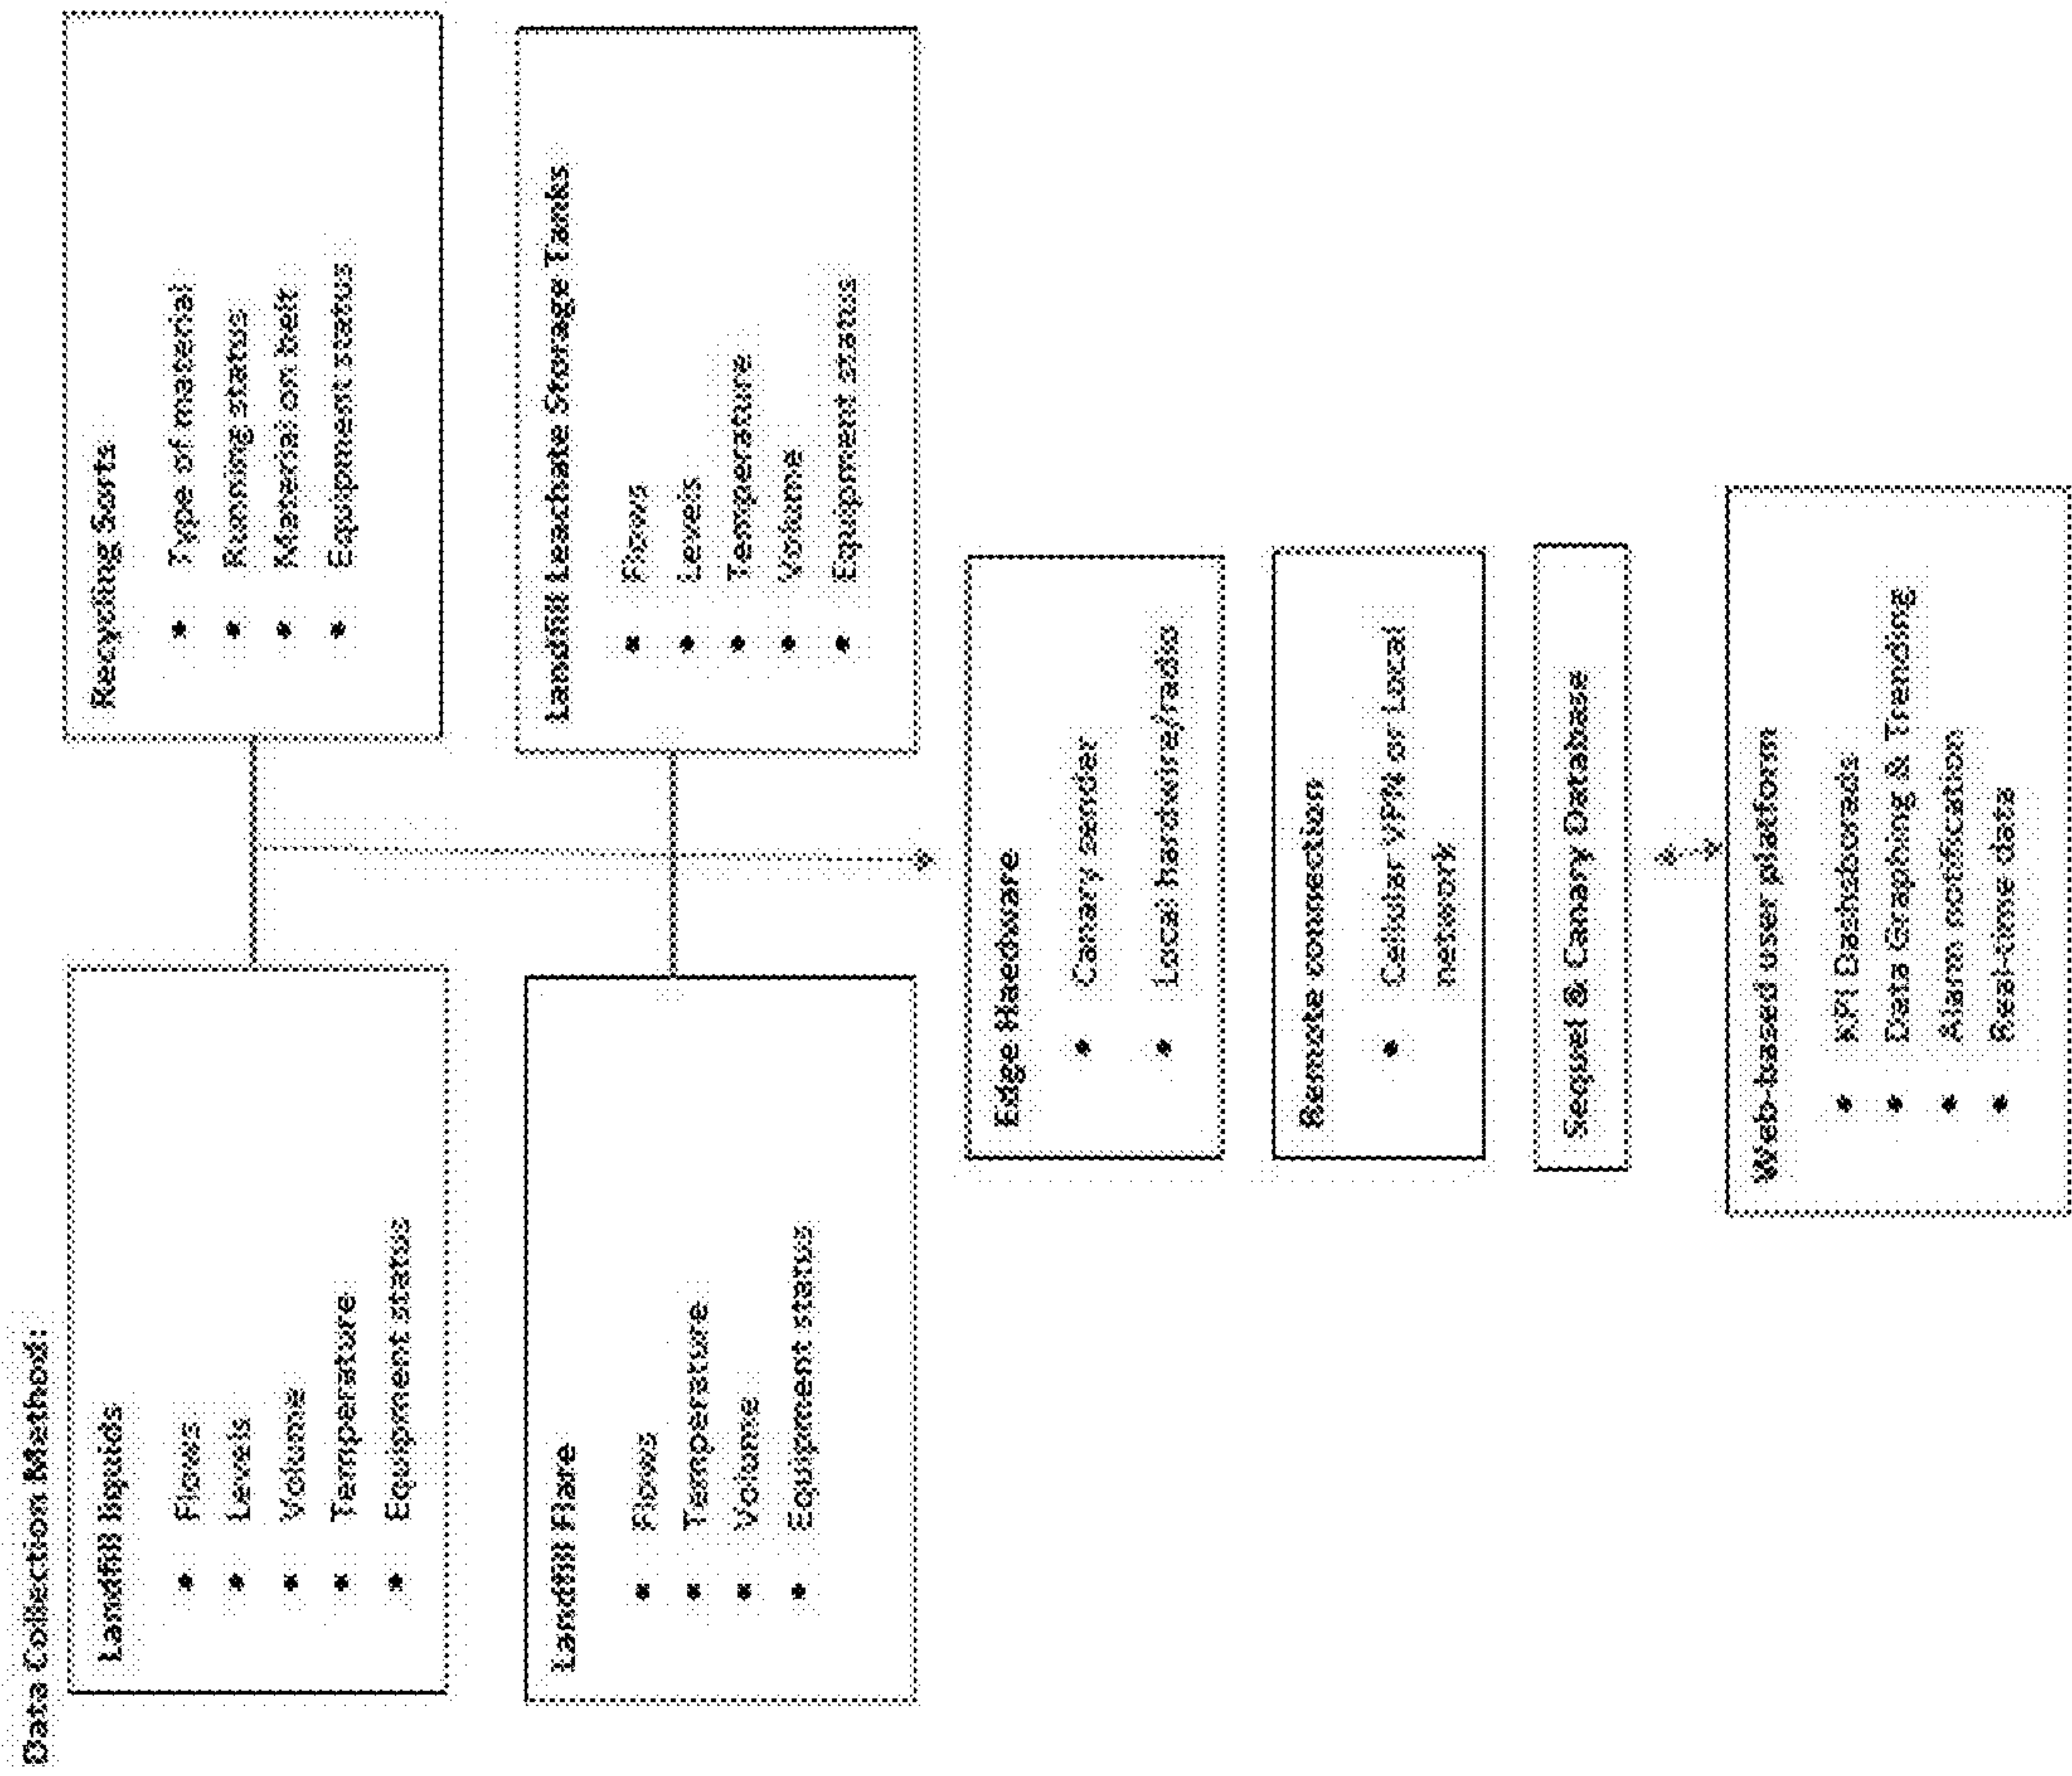 Data Collection Method:
Landfill liquids
• Flows
• Levels
• Volume
• Temperature
• Equipment status
Recycling Sorts
• Type of material
• Running status
• Material on belt
• Equipment status
Landfill Flare
• Flows
• Temperature
• Volume
• Equipment status
Landfill Leachate Storage Tanks
• Flows
• Levels
• Temperature
• Volume
• Equipment status
Edge Haedware
• Canary sender
• Local hardwire/radio
Remote connection
• Cellular VPN or Local
network
Sequel & Canary Database
Web-based user platform
• KPI Dashborads
• Data Graphing & Trending
• Alarm notification
• Real-time data